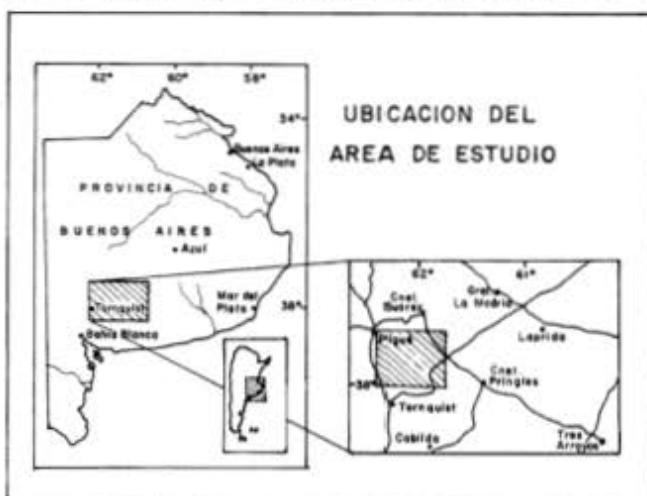 62° 60° 58°
34°
UBICACION DEL
AREA DE ESTUDIO
Buenos Aires
La Plata
PROVINCIA DE
BUENOS AIRES
Azul
Mar del
Plata
38°
Tornquist
Bahía Blanca
62° 61°
Cnel.
Suárez
Gral.
La Madrid
Pigüé
Laprida
38°
Cnel.
Pringles
Tornquist
Cabildo
Tres
Arroyos